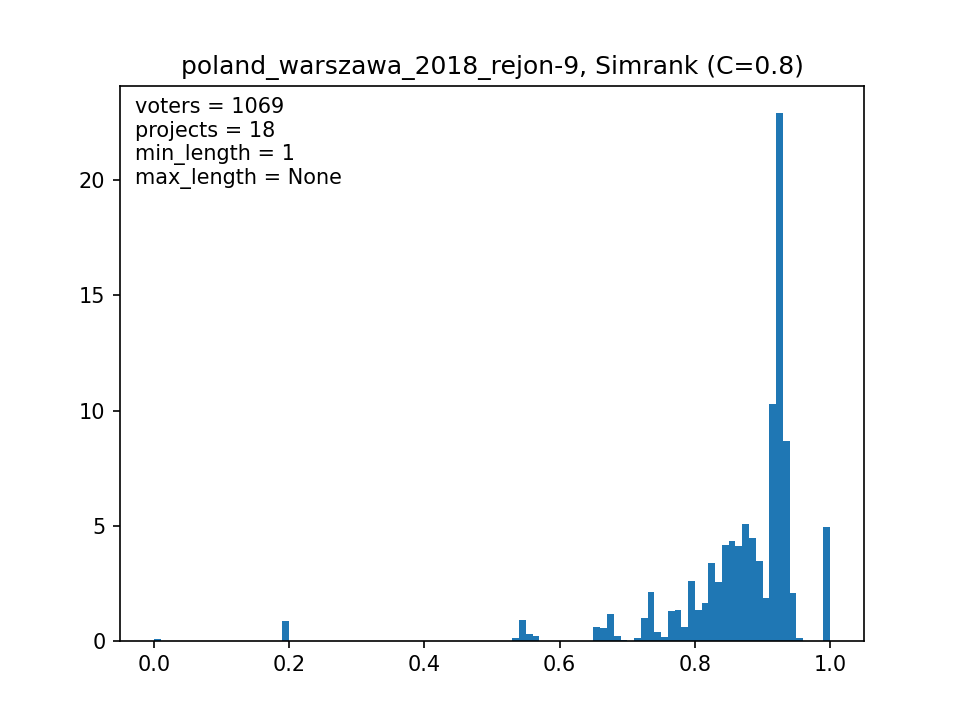 poland_warszawa_2018_rejon-9, Simrank (C=0.8)
voters = 1069
projects = 18
min_length = 1
max_length = None
20
15
10
5
0
0.0 0.2 0.4 0.6 0.8 1.0